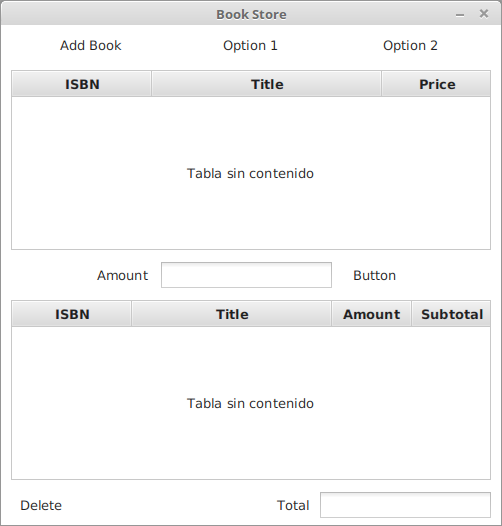 Book Store
Add Book Option 1 Option 2
ISBN Title Price
Tabla sin contenido
Amount Button
ISBN Title Amount Subtotal
Tabla sin contenido
Delete Total